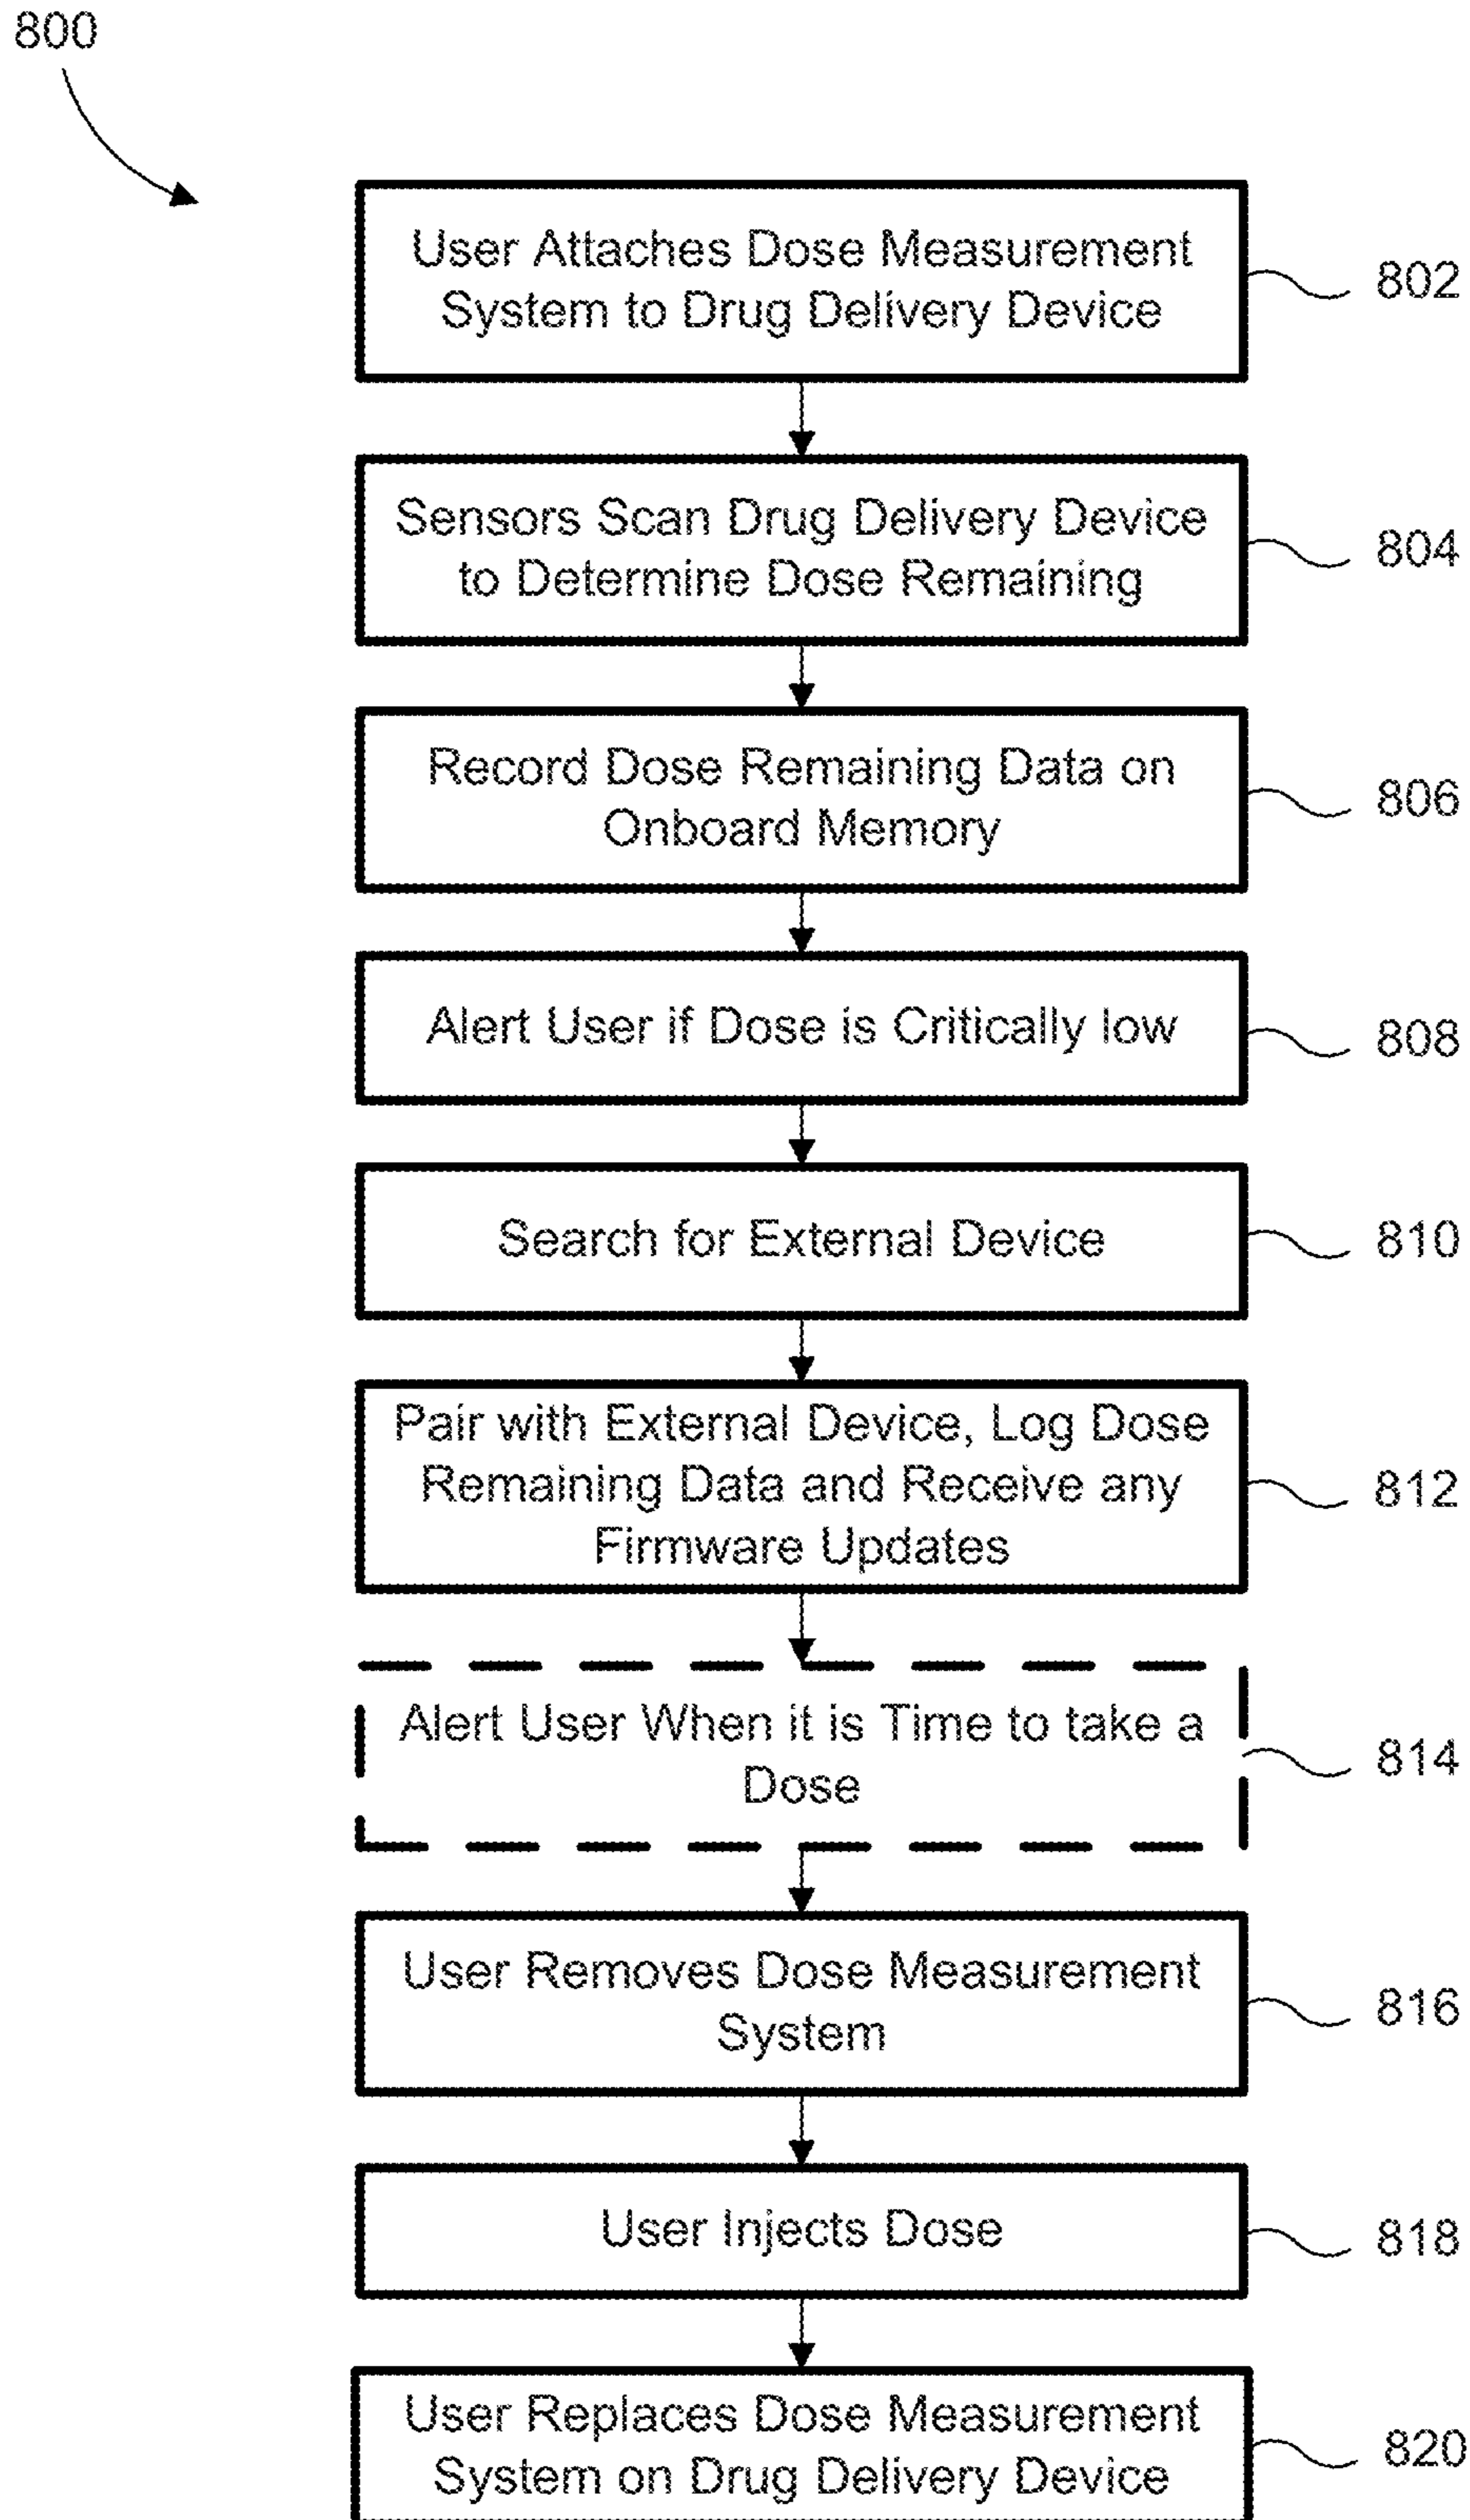 800
User Attaches Dose Measurement
System to Drug Delivery Device
802
Sensors Scan Drug Delivery Device
to Determine Dose Remaining
804
Record Dose Remaining Data on
Onboard Memory
806
Alert User if Dose is Critically low
808
Search for External Device
810
Pair with External Device, Log Dose
Remaining Data and Receive any
Firmware Updates
812
Alert User When it is Time to take a
Dose
814
User Removes Dose Measurement
System
816
User Injects Dose
818
User Replaces Dose Measurement
System on Drug Delivery Device
820